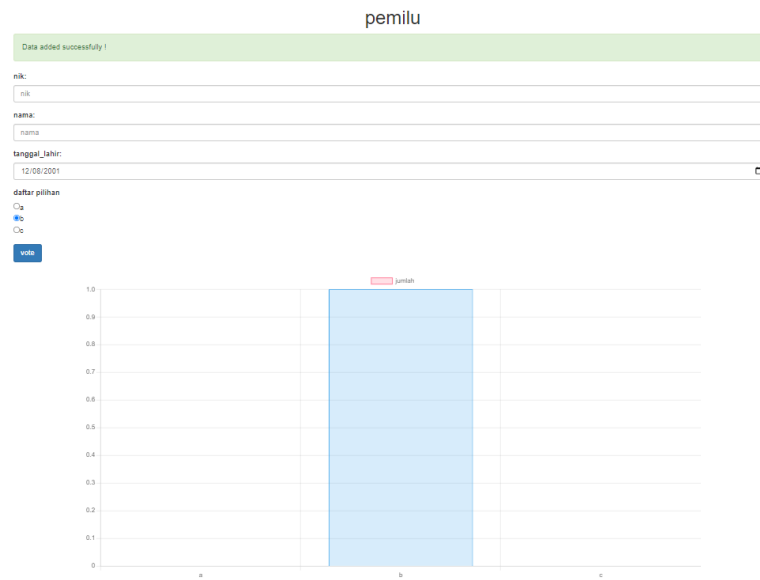 pemilu
Data added successfully !
nik:
nik
nama:
nama
tanggal_lahir:
12/08/2001
daftar pilihan
a
b
c
vote
jumlah
1.0
0.9
0.8
0.7
0.6
0.5
0.4
0.3
0.2
0.1
0
a b c